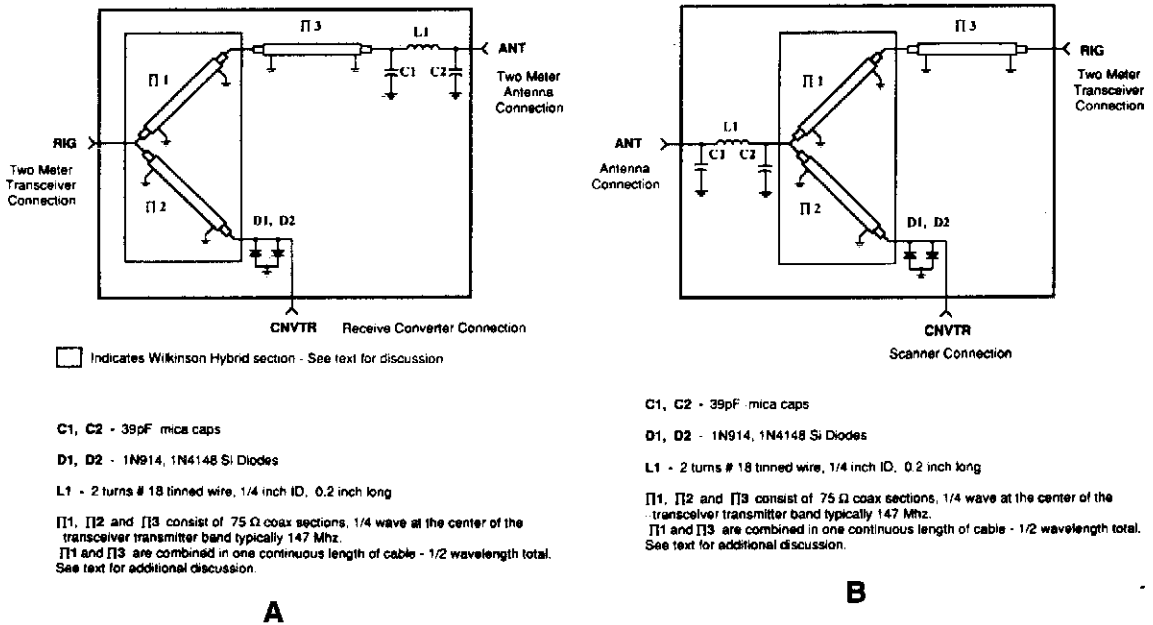 ∏ 3
L1
ANT
C1 C2
Two Meter
Antenna
Connection
∏ 1
RIG
Two Meter
Transceiver
Connection
∏ 2
D1, D2
CNVTR Receive Converter Connection
Indicates Wilkinson Hybrid section - See text for discussion
C1, C2 - 39pF mica caps
D1, D2 - 1N914, 1N4148 Si Diodes
L1 - 2 turns # 18 tinned wire, 1/4 inch ID, 0.2 inch long
∏1, ∏2 and ∏3 consist of 75 Ω coax sections, 1/4 wave at the center of the
transceiver transmitter band typically 147 Mhz.
∏1 and ∏3 are combined in one continuous length of cable - 1/2 wavelength total.
See text for additional discussion.
A
∏ 3
RIG
Two Meter
Transceiver
Connection
∏ 1
L1
ANT
C1 C2
Antenna
Connection
∏ 2
D1, D2
CNVTR
Scanner Connection
C1, C2 - 39pF mica caps
D1, D2 - 1N914, 1N4148 Si Diodes
L1 - 2 turns # 18 tinned wire, 1/4 inch ID, 0.2 inch long
∏1, ∏2 and ∏3 consist of 75 Ω coax sections, 1/4 wave at the center of the
transceiver transmitter band typically 147 Mhz.
∏1 and ∏3 are combined in one continuous length of cable - 1/2 wavelength total.
See text for additional discussion.
B